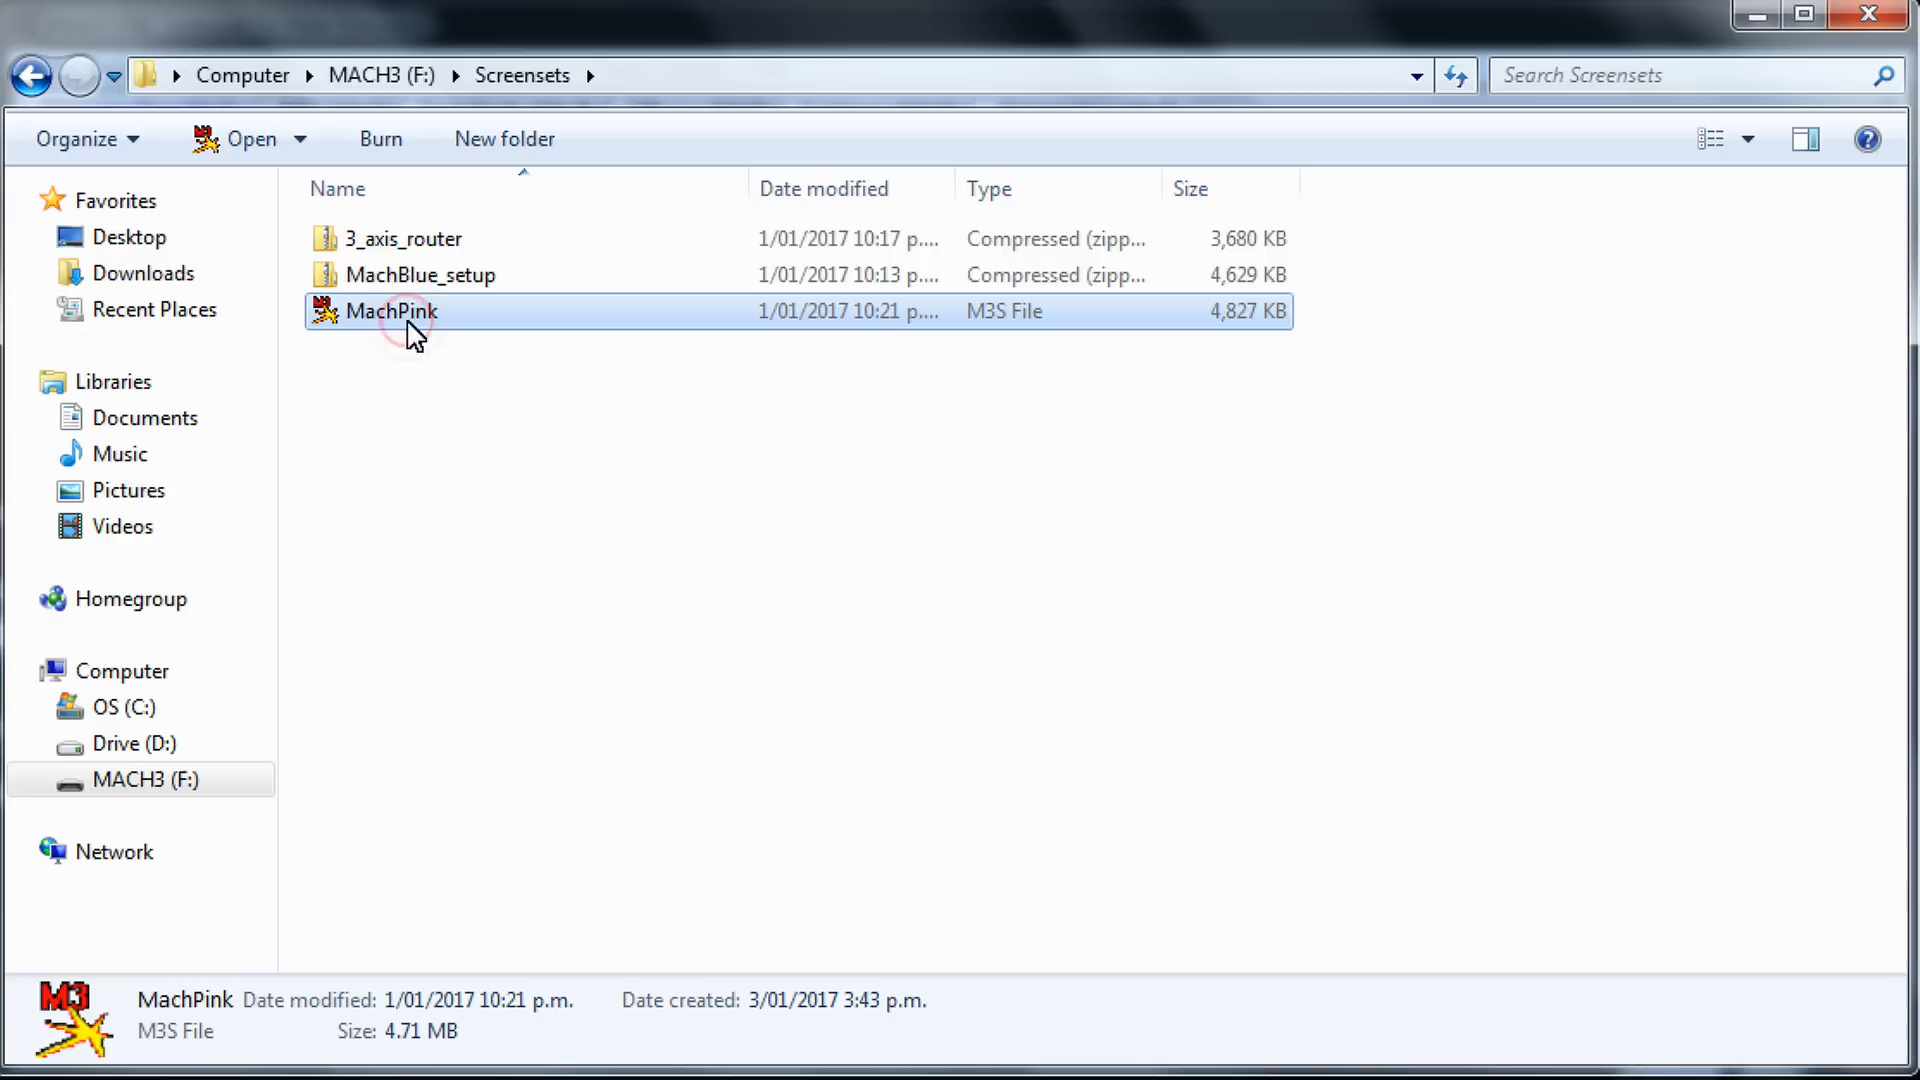 Computer MACH3 (F:) Screensets Search Screensets
Organize Open Burn New folder
Name Date modified Type Size
3_axis_router 1/01/2017 10:17 p.... Compressed (zipp... 3,680 KB
MachBlue_setup 1/01/2017 10:13 p.... Compressed (zipp... 4,629 KB
MachPink 1/01/2017 10:21 p.... M3S File 4,827 KB
Favorites
Desktop
Downloads
Recent Places
Libraries
Documents
Music
Pictures
Videos
Homegroup
Computer
OS (C:)
Drive (D:)
MACH3 (F:)
Network
M3
MachPink Date modified: 1/01/2017 10:21 p.m. Date created: 3/01/2017 3:43 p.m.
M3S File Size: 4.71 MB